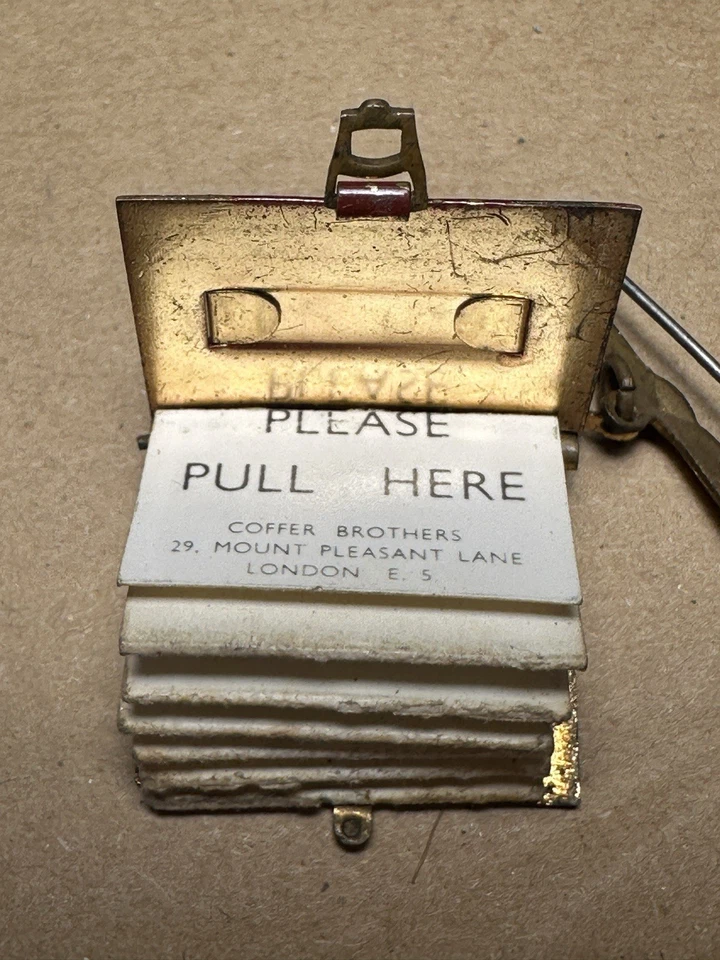 PLEASE
PULL HERE
COFFER BROTHERS
29, MOUNT PLEASANT LANE
LONDON E. 5